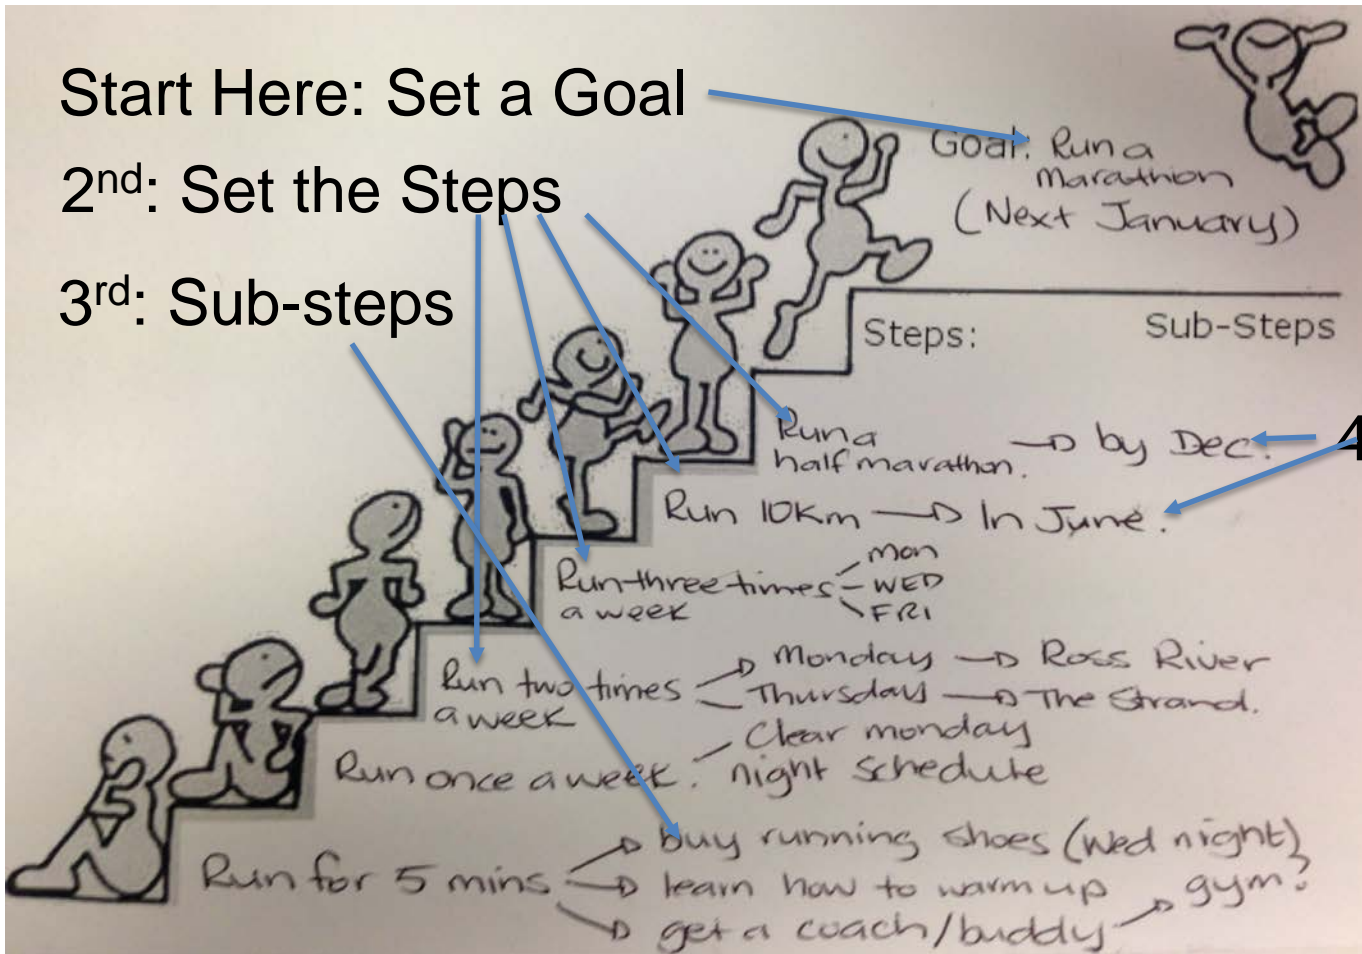 Start Here: Set a Goal
2nd: Set the Steps
3rd: Sub-steps
Goal: Run a
marathion
(Next January)
Steps: Sub-Steps
Run a
half marathon. → by Dec.
4
Run 10Km → In June.
Run three times
a week
mon
WED
FRI
Run two times
a week
Monday → Ross River
Thursday → The Strand.
Run once a week.
Clear monday
night schedule
Run for 5 mins
buy running shoes (wed night)
learn how to warm up
get a coach/buddy → gym?